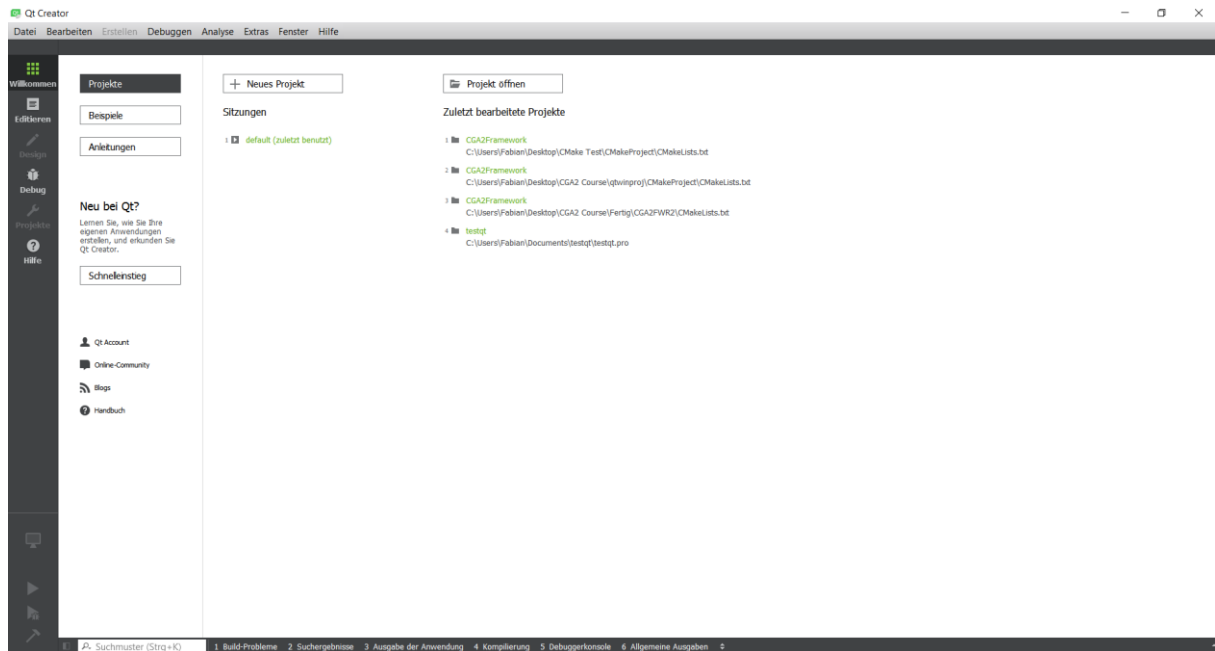 Qt Creator
Datei Bearbeiten Erstellen Debuggen Analyse Extras Fenster Hilfe
Willkommen
Editieren
Design
Debug
Projekte
Hilfe
Projekte
Beispiele
Anleitungen
Neu bei Qt?
Lernen Sie, wie Sie Ihre
eigenen Anwendungen
erstellen, und erkunden Sie
Qt Creator.
Schnelleinstieg
Qt Account
Online-Community
Blogs
Handbuch
+ Neues Projekt
Sitzungen
1 default (zuletzt benutzt)
Projekt öffnen
Zuletzt bearbeitete Projekte
1 CGA2Framework
C:\Users\Fabian\Desktop\CMake Test\CMakeProject\CMakeLists.txt
2 CGA2Framework
C:\Users\Fabian\Desktop\CGA2 Course\qtwinproj\CMakeProject\CMakeLists.txt
3 CGA2Framework
C:\Users\Fabian\Desktop\CGA2 Course\Fertig\CGA2FWR2\CMakeLists.txt
4 testqt
C:\Users\Fabian\Documents\testqt\testqt.pro
Suchmuster (Strg+K) 1 Build-Probleme 2 Suchergebnisse 3 Ausgabe der Anwendung 4 Kompilierung 5 Debuggerkonsole 6 Allgemeine Ausgaben